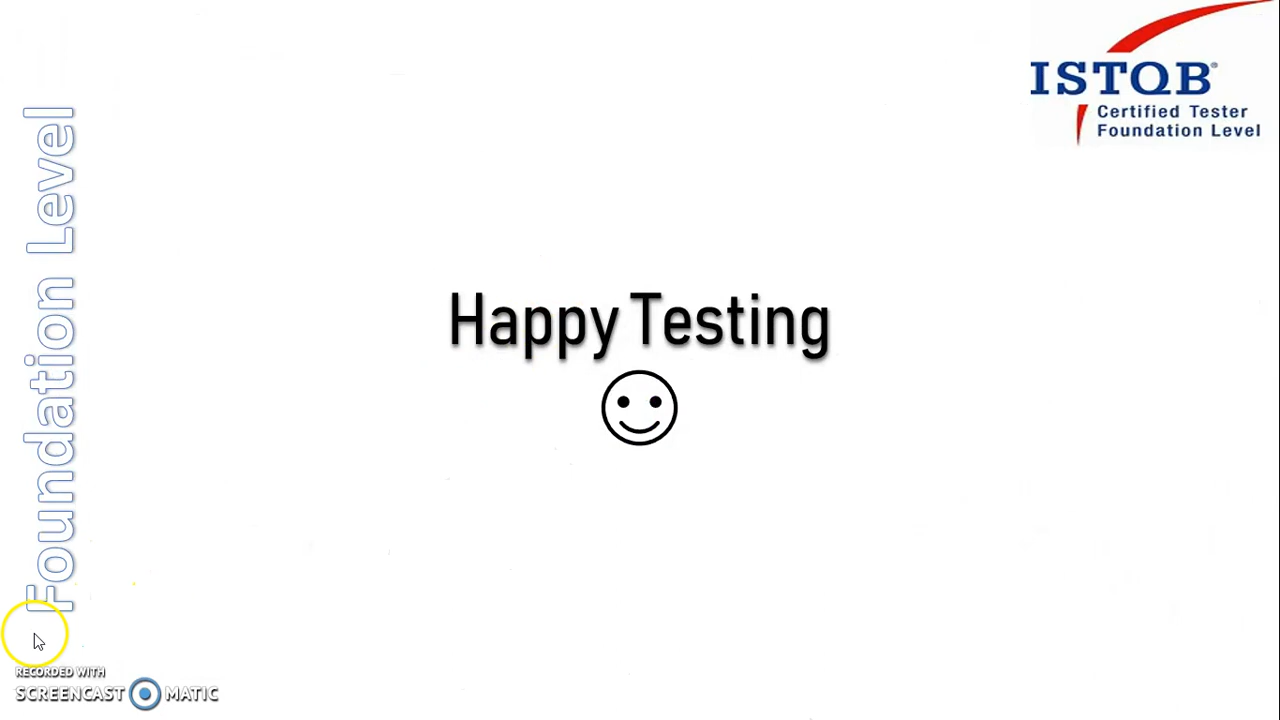 ISTQB®
Certified Tester
Foundation Level
Foundation Level
Happy Testing
RECORDED WITH
SCREENCAST MATIC